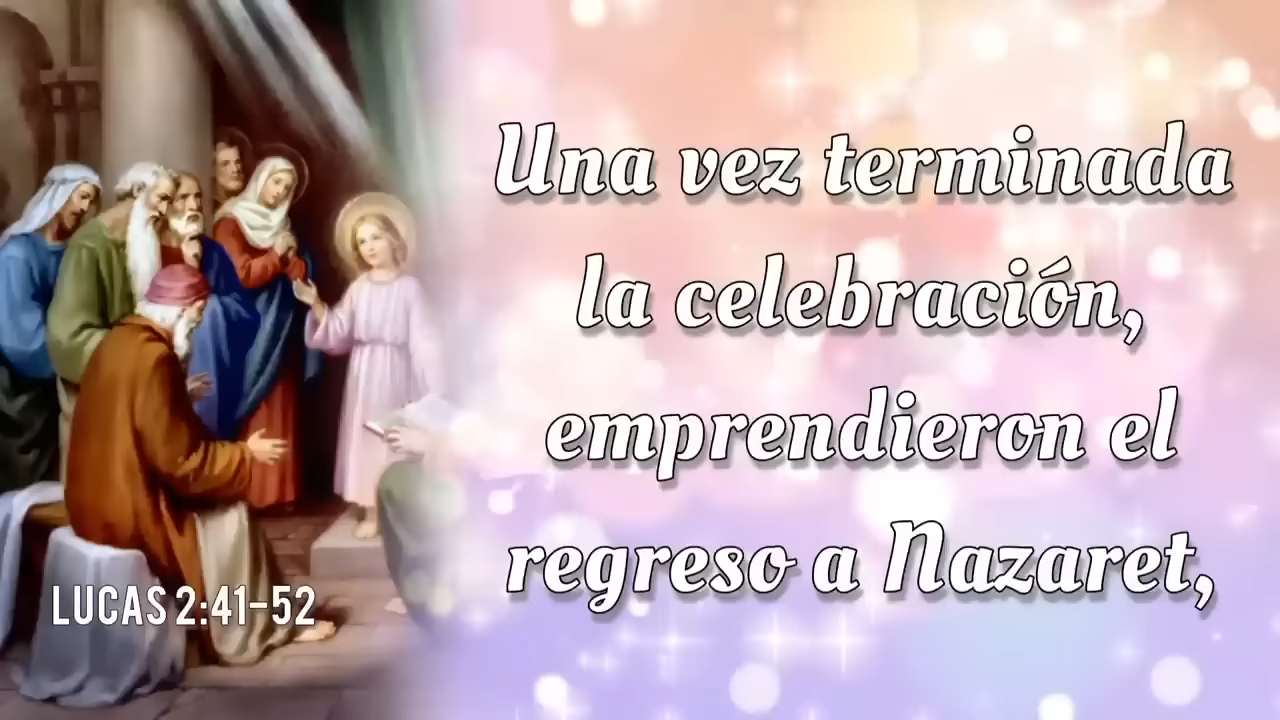 Una vez terminada
la celebración,
emprendieron el
regreso a Nazaret,
LUCAS 2:41-52